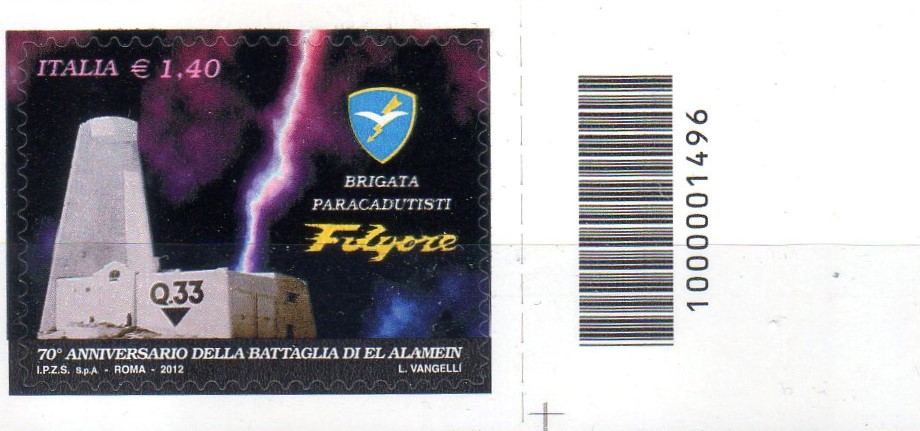 ITALIA € 1.40
BRIGATA
PARACADUTISTI
Folgore
Q.33
70° ANNIVERSARIO DELLA BATTAGLIA DI EL ALAMEIN
I.P.Z.S. S.p.A - ROMA - 2012
L. VANGELLI
1000001496